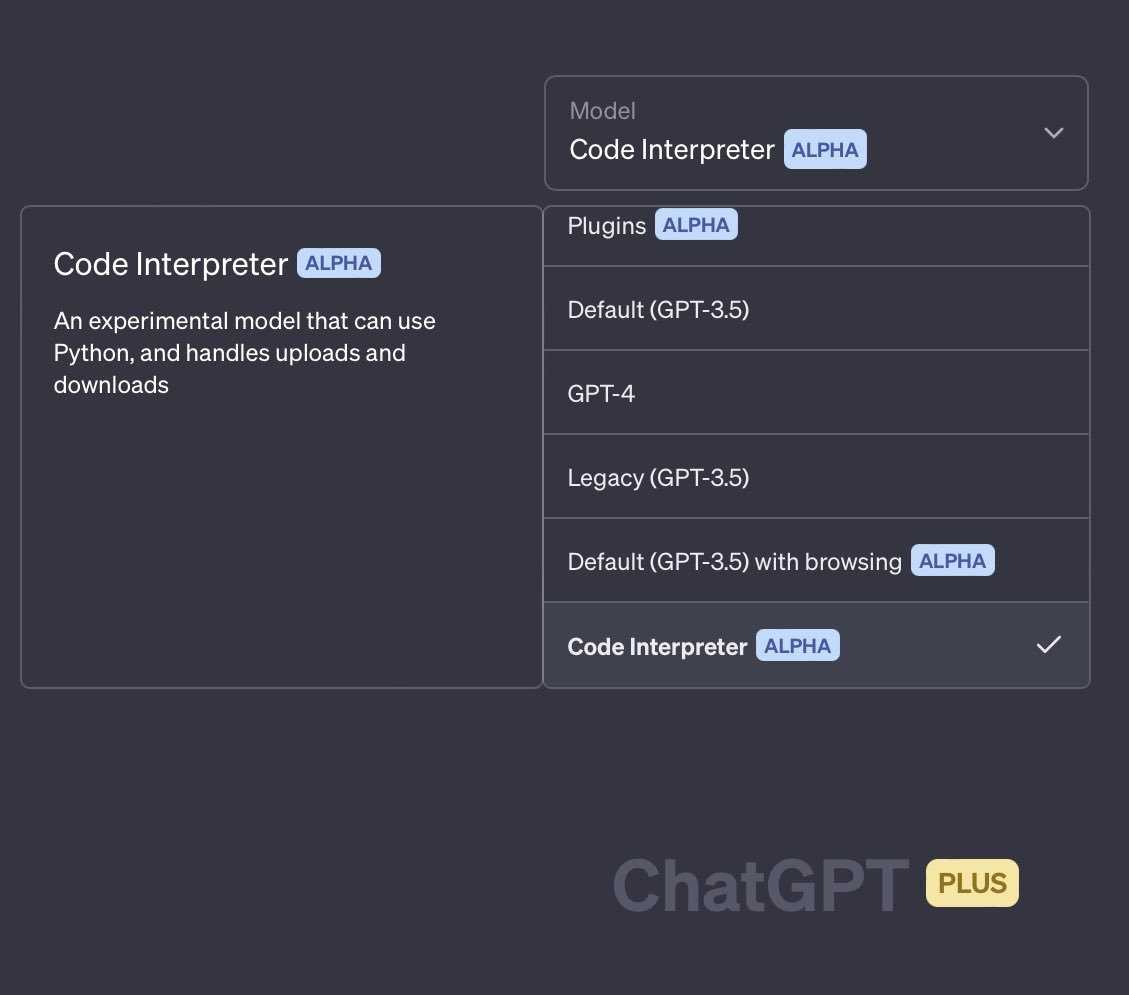 Model
Code Interpreter ALPHA
Code Interpreter ALPHA
An experimental model that can use
Python, and handles uploads and
downloads
Plugins ALPHA
Default (GPT-3.5)
GPT-4
Legacy (GPT-3.5)
Default (GPT-3.5) with browsing ALPHA
Code Interpreter ALPHA
ChatGPT PLUS